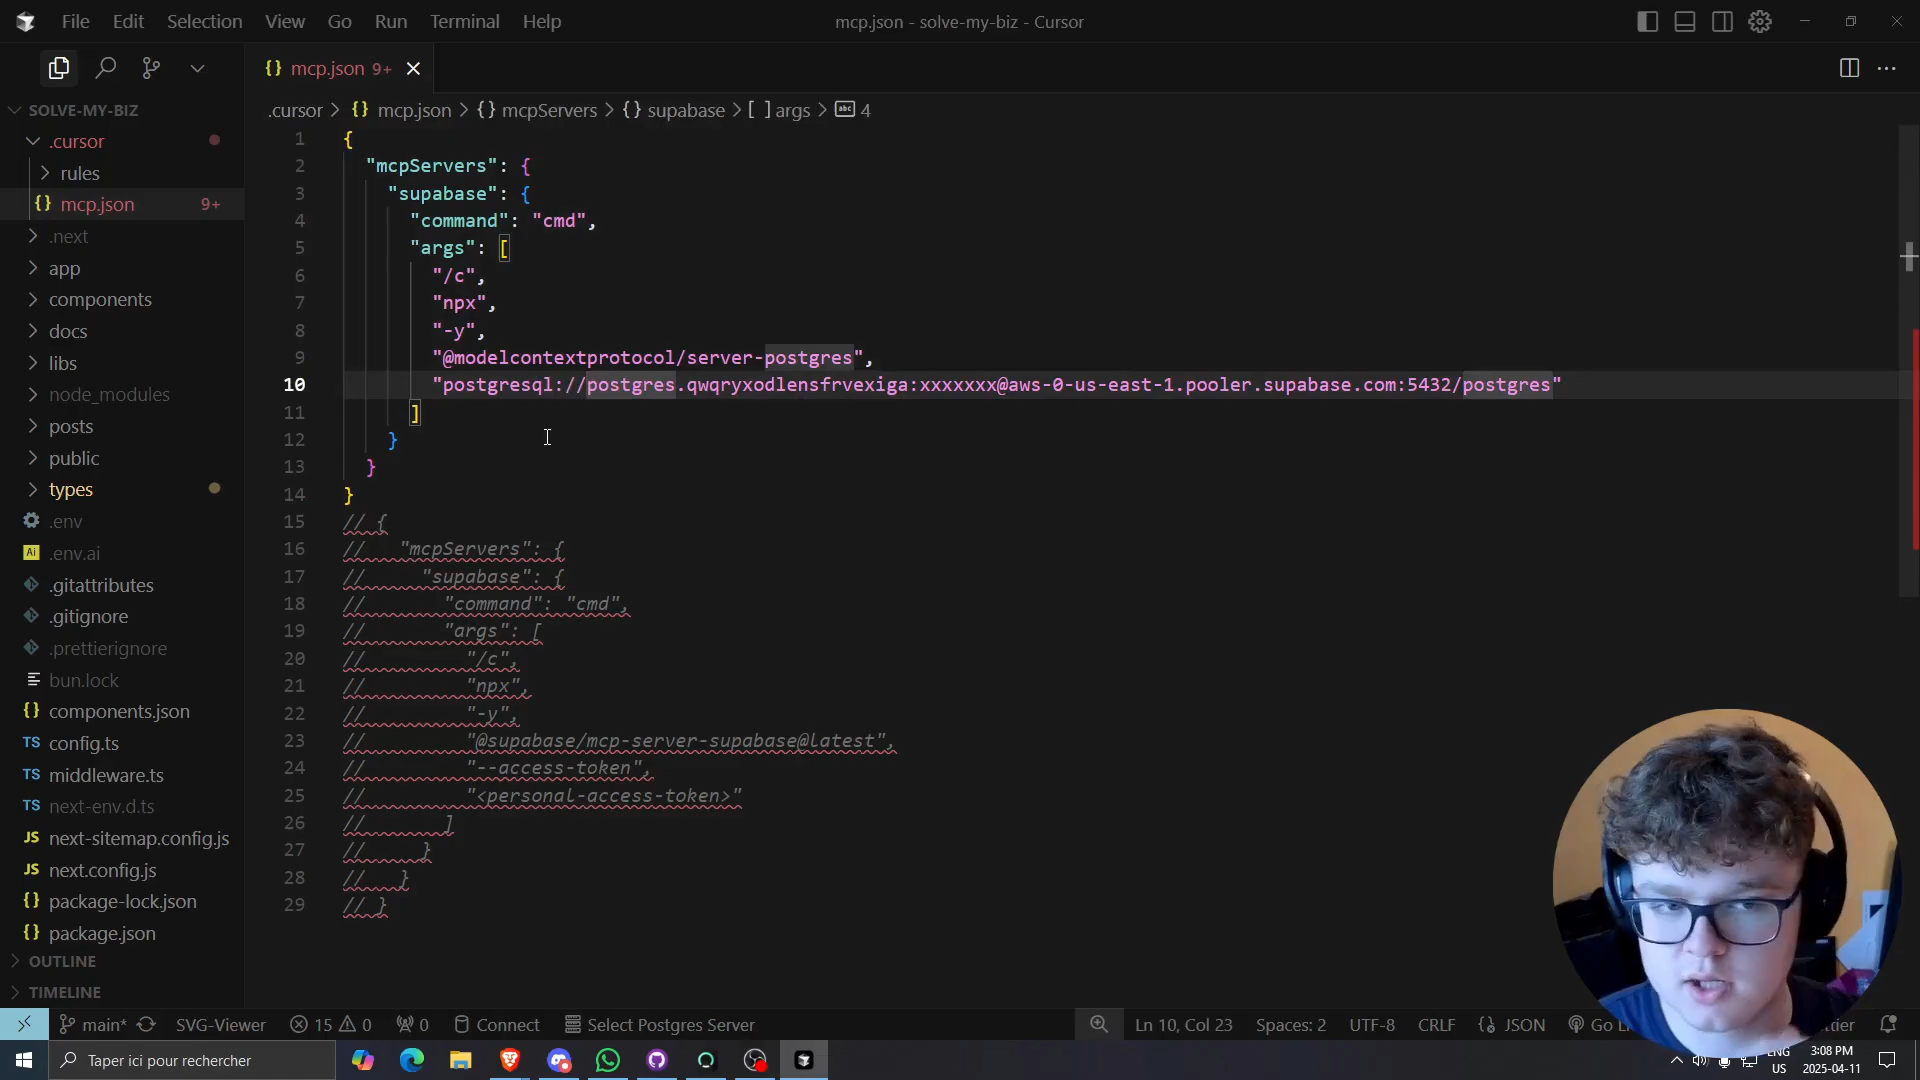 File Edit Selection View Go Run Terminal Help
mcp.json - solve-my-biz - Cursor
mcp.json 9+
SOLVE-MY-BIZ
.cursor
rules
mcp.json 9+
.next
app
components
docs
libs
node_modules
posts
public
types
.env
.env.ai
.gitattributes
.gitignore
.prettierignore
bun.lock
components.json
config.ts
middleware.ts
next-env.d.ts
next-sitemap.config.js
next.config.js
package-lock.json
package.json
OUTLINE
TIMELINE
.cursor > {} mcp.json > {} mcpServers > {} supabase > [ ] args > abc 4
1 {
2 "mcpServers": {
3 "supabase": {
4 "command": "cmd",
5 "args": [
6 "/c",
7 "npx",
8 "-y",
9 "@modelcontextprotocol/server-postgres",
10 "postgresql://postgres.qwqryxodlensfrvexiga:xxxxxxx@aws-0-us-east-1.pooler.supabase.com:5432/postgres"
11 ]
12 }
13 }
14 }
15 // {
16 // "mcpServers": {
17 // "supabase": {
18 // "command": "cmd",
19 // "args": [
20 // "/c",
21 // "npx",
22 // "-y",
23 // "@supabase/mcp-server-supabase@latest",
24 // "--access-token",
25 // "<personal-access-token>"
26 // ]
27 // }
28 // }
29 // }
main* SVG-Viewer 15 0 0 Connect Select Postgres Server Ln 10, Col 23 Spaces: 2 UTF-8 CRLF {} JSON Go
Taper ici pour rechercher
ENG
US
3:08 PM
2025-04-11